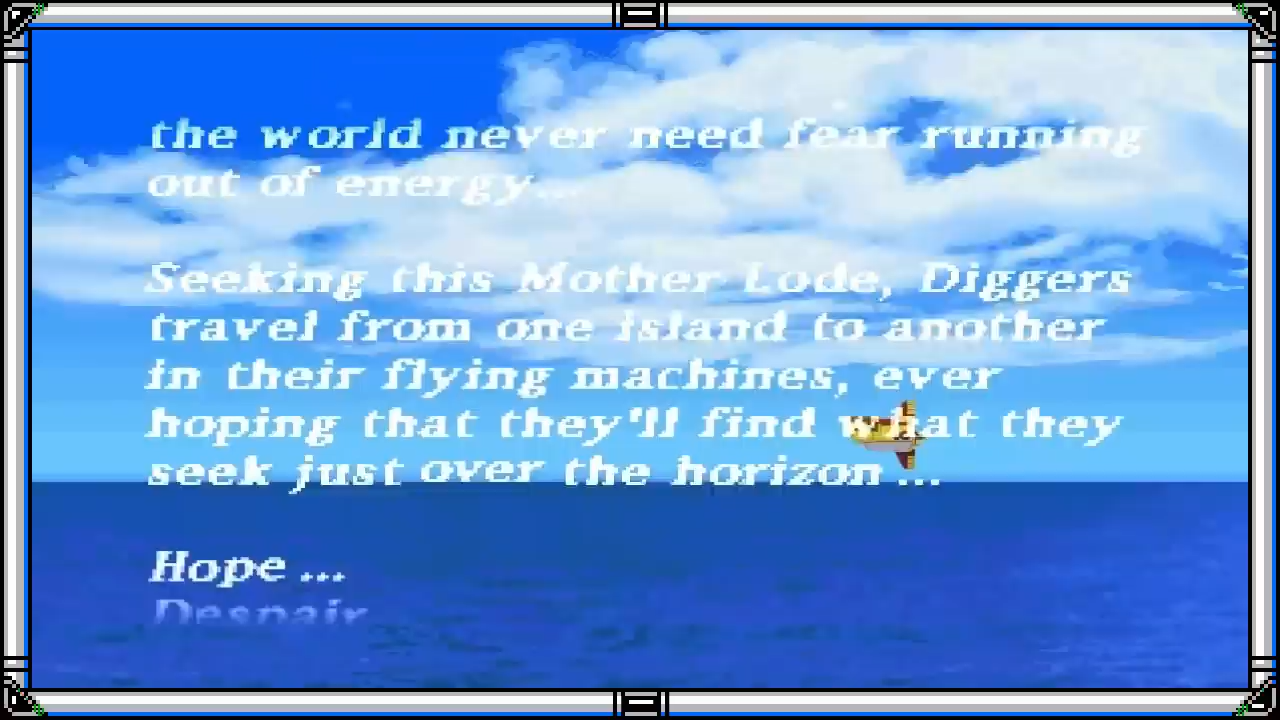 the world never need fear running
out of energy...
Seeking this Mother Lode, Diggers
travel from one island to another
in their flying machines, ever
hoping that they'll find what they
seek just over the horizon ...
Hope ...
Despair